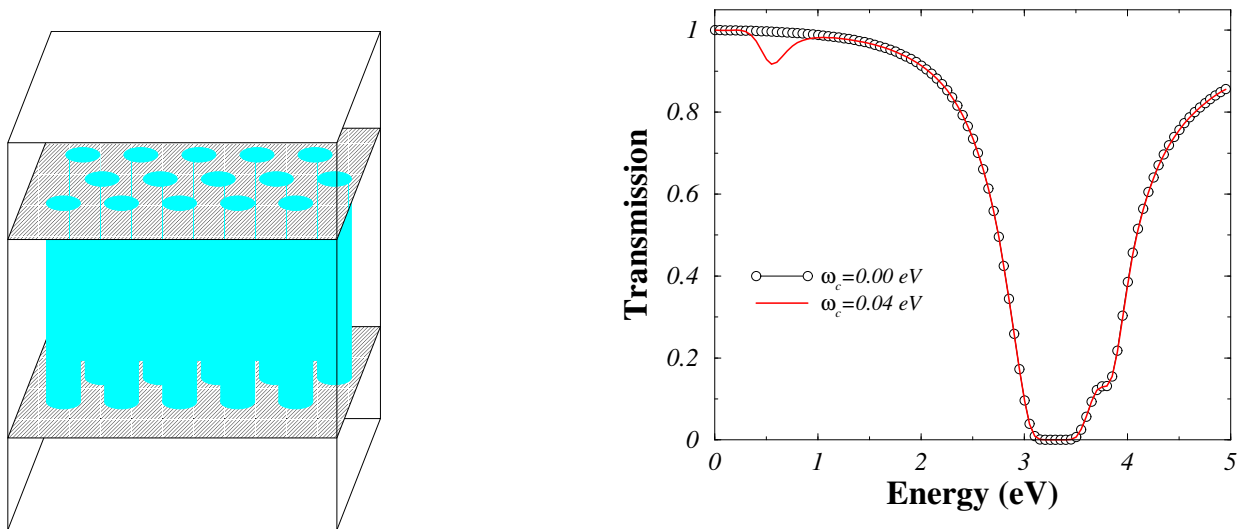 1
0.8
0.6
0.4
0.2
0
Transmission
ω_c=0.00 eV
ω_c=0.04 eV
0 1 2 3 4 5
Energy (eV)